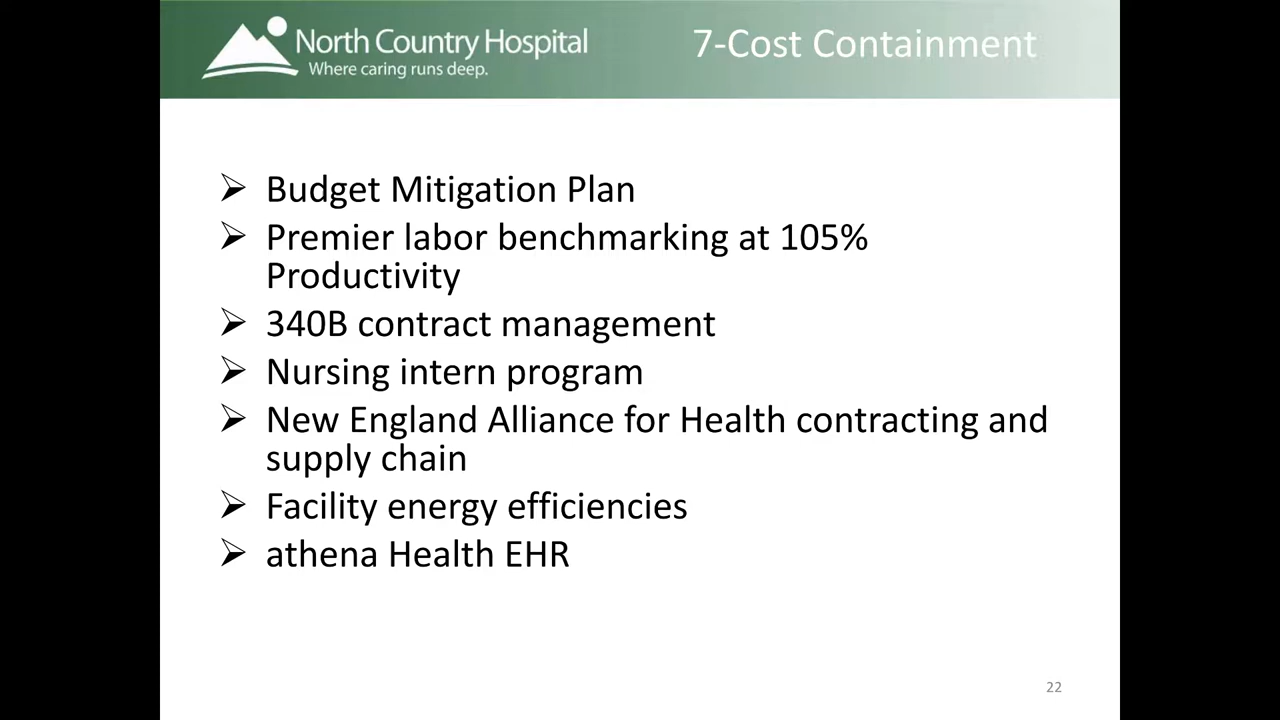 North Country Hospital
Where caring runs deep.
7-Cost Containment
Budget Mitigation Plan
Premier labor benchmarking at 105%
Productivity
340B contract management
Nursing intern program
New England Alliance for Health contracting and
supply chain
Facility energy efficiencies
athena Health EHR
22